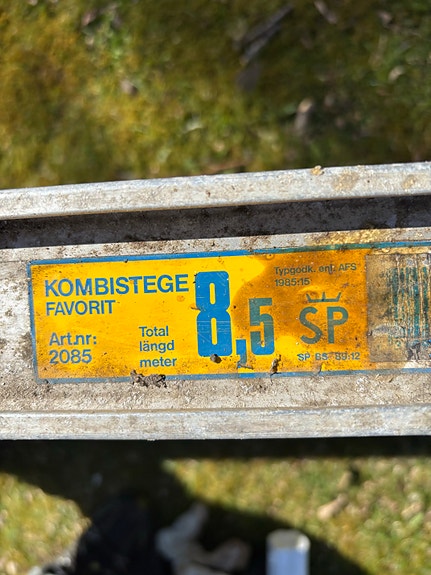 KOMBISTEGE
FAVORIT
Art.nr:
2085
Total
längd
meter
8,5
Typgodk. enl. AFS
1985:15
SP
SP 85-89:12